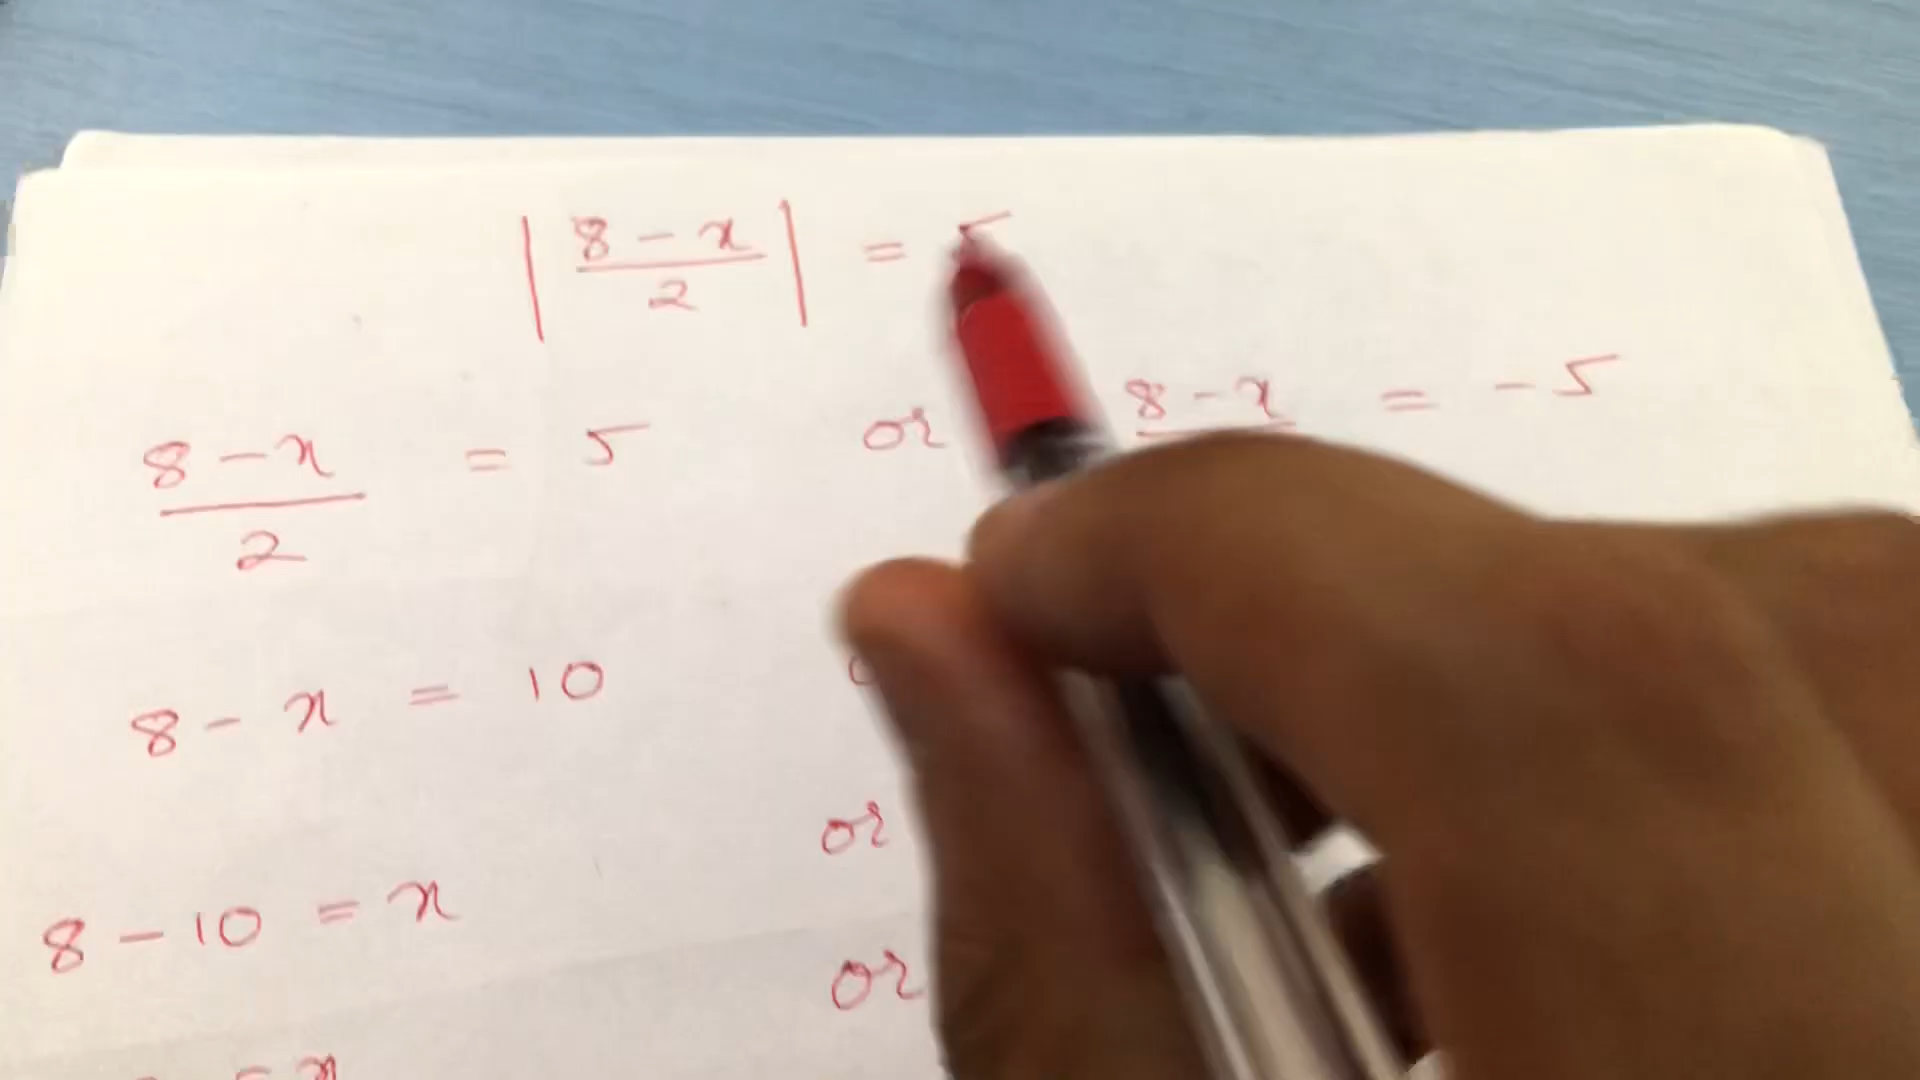 |8 - x / 2| = 5
8 - x / 2 = 5 or 8 - x = - 5
8 - x = 10
or
8 - 10 = x
or
= x